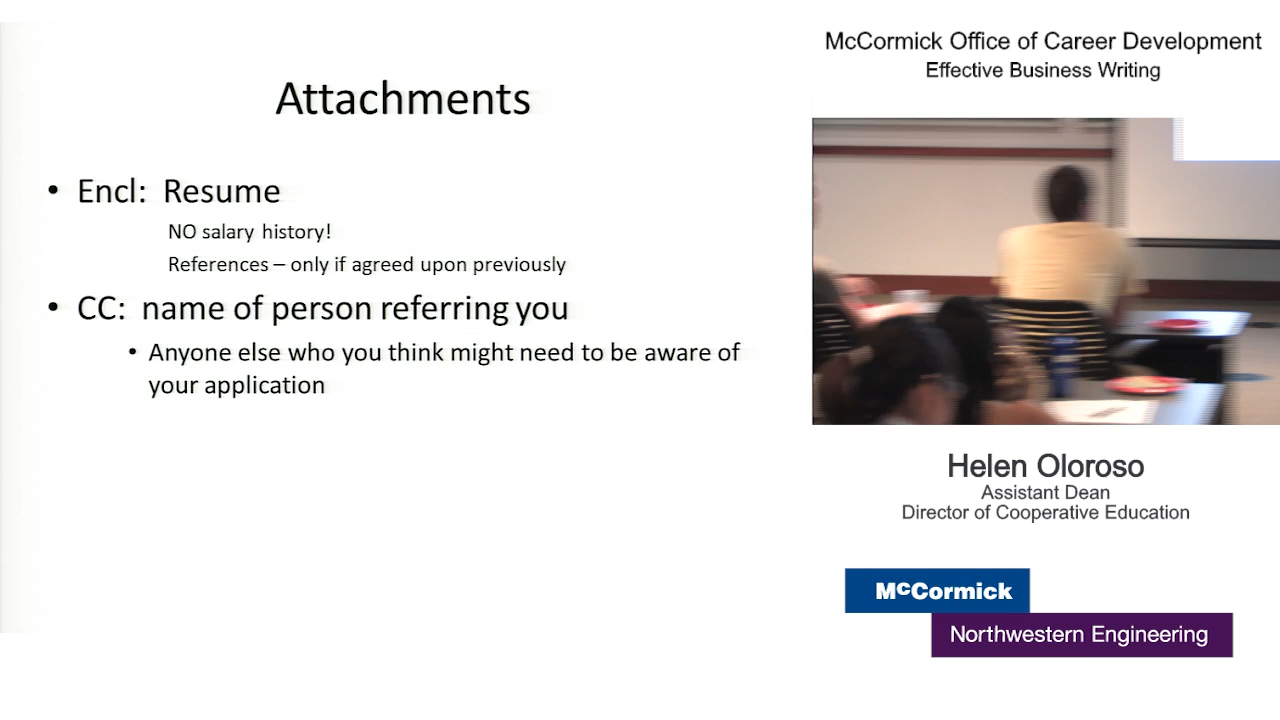 Attachments
• Encl: Resume
NO salary history!
References – only if agreed upon previously
• CC: name of person referring you
• Anyone else who you think might need to be aware of
your application
McCormick Office of Career Development
Effective Business Writing
Helen Oloroso
Assistant Dean
Director of Cooperative Education
McCormick
Northwestern Engineering